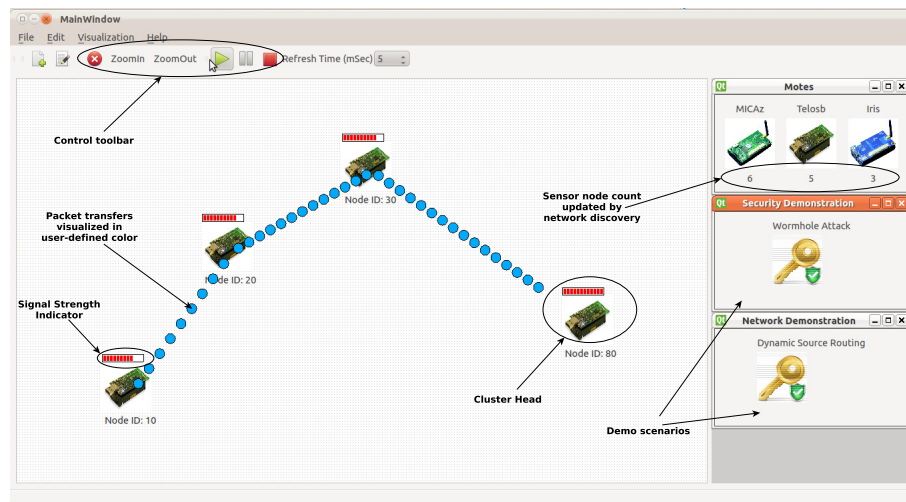 MainWindow
File Edit Visualization Help
ZoomIn ZoomOut Refresh Time (mSec) 5
Control toolbar
Node ID: 30
Packet transfers
visualized in
user-defined color
Node ID: 20
Signal Strength
Indicator
Node ID: 10
Node ID: 80
Cluster Head
Sensor node count
updated by
network discovery
Demo scenarios
Qt Motes
MICAz Telosb Iris
6 5 3
Qt Security Demonstration
Wormhole Attack
Qt Network Demonstration
Dynamic Source Routing